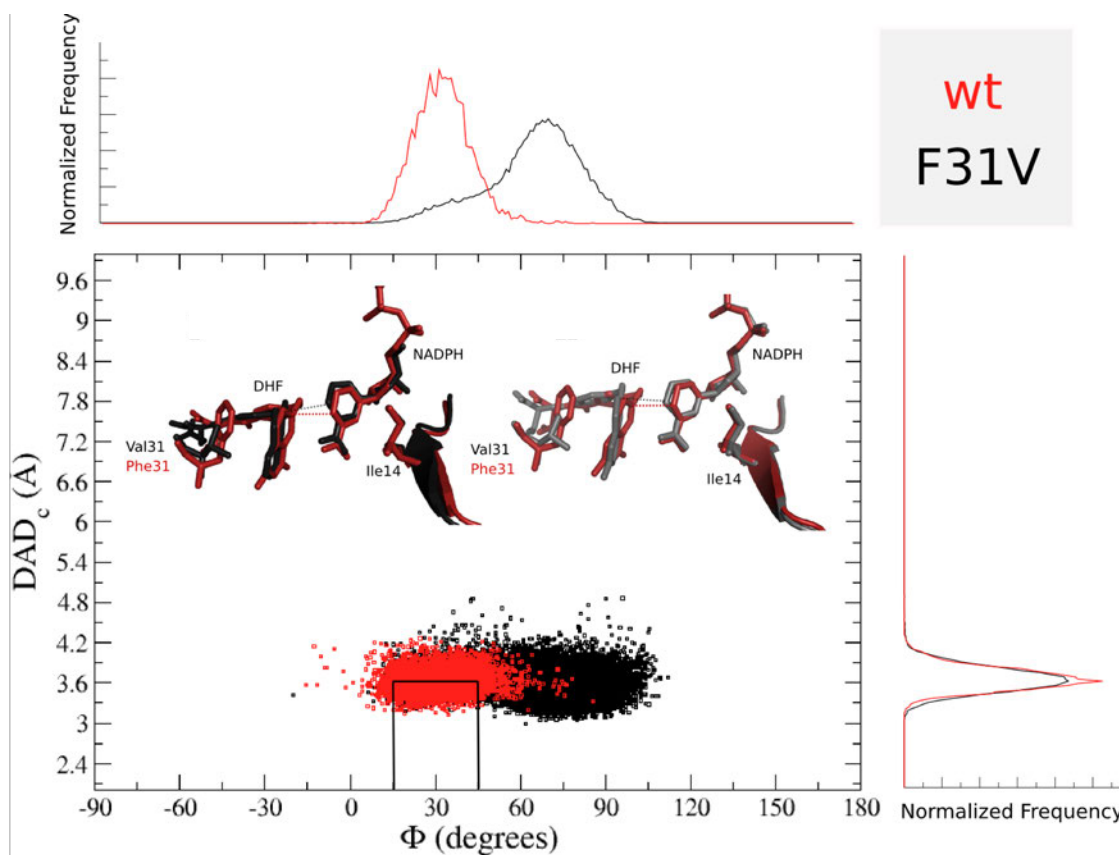 Normalized Frequency
wt
F31V
9.6
9
8.4
7.8
7.2
6.6
6
5.4
4.8
4.2
3.6
3
2.4
DAD_c (Å)
NADPH
DHF
Val31
Phe31
Ile14
NADPH
DHF
Val31
Phe31
Ile14
-90 -60 -30 0 30 60 90 120 150 180
Φ (degrees)
Normalized Frequency